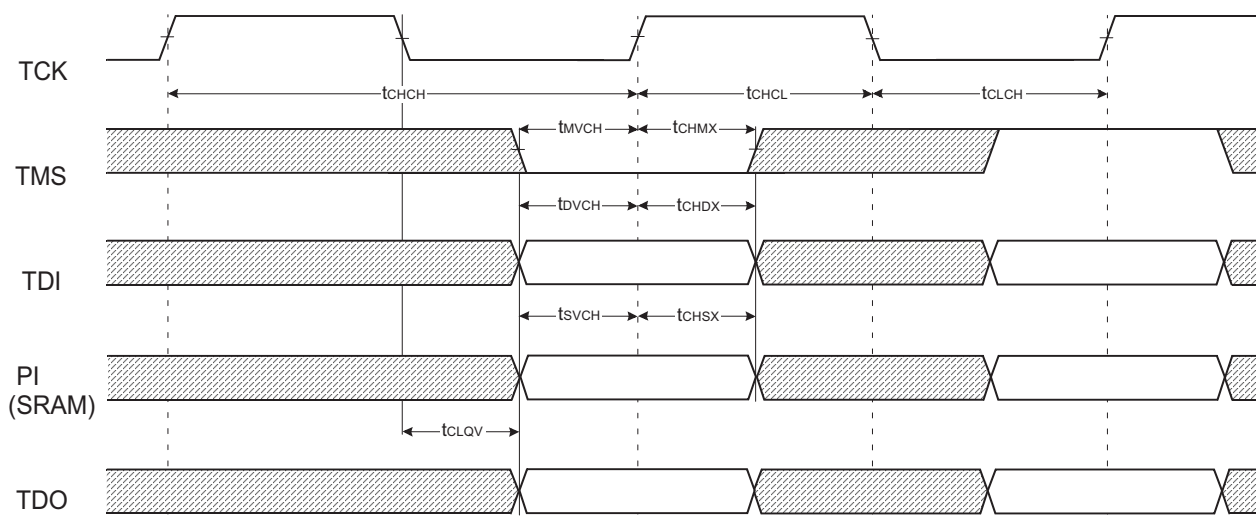 TCK
tCHCH
tCHCL
tCLCH
TMS
tMVCH
tCHMX
tDVCH
tCHDX
TDI
tSVCH
tCHSX
PI
(SRAM)
tCLQV
TDO